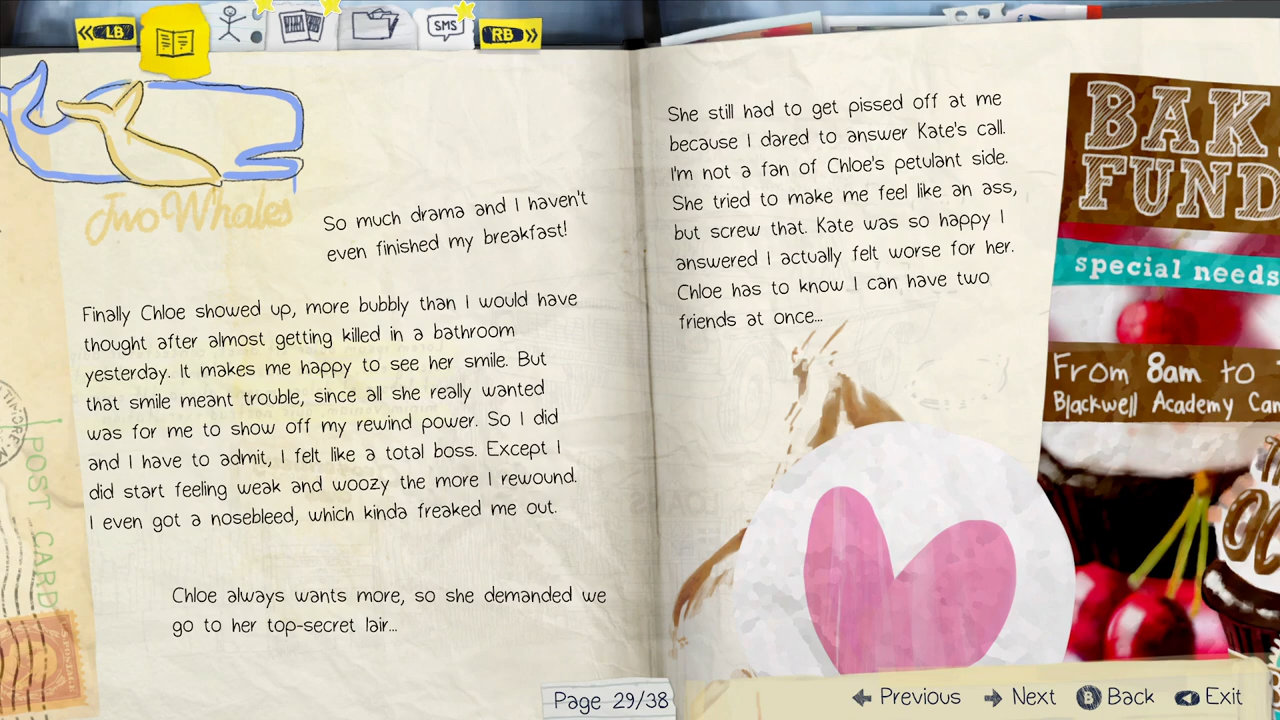 LB
SMS
RB
Two Whales
So much drama and I haven't
even finished my breakfast!
Finally Chloe showed up, more bubbly than I would have
thought after almost getting killed in a bathroom
yesterday. It makes me happy to see her smile. But
that smile meant trouble, since all she really wanted
was for me to show off my rewind power. So I did
and I have to admit, I felt like a total boss. Except I
did start feeling weak and woozy the more I rewound.
I even got a nosebleed, which kinda freaked me out.
Chloe always wants more, so she demanded we
go to her top-secret lair...
POST CARD
POSTAGE
She still had to get pissed off at me
because I dared to answer Kate's call.
I'm not a fan of Chloe's petulant side.
She tried to make me feel like an ass,
but screw that. Kate was so happy I
answered I actually felt worse for her.
Chloe has to know I can have two
friends at once...
BAK
FUND
special needs
From 8am to
Blackwell Academy Cam
Page 29/38
Previous
Next
B Back
Exit